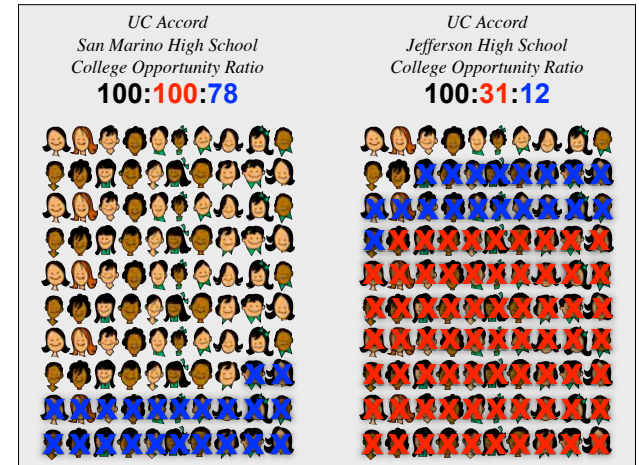 UC Accord
San Marino High School
College Opportunity Ratio
100:100:78
UC Accord
Jefferson High School
College Opportunity Ratio
100:31:12